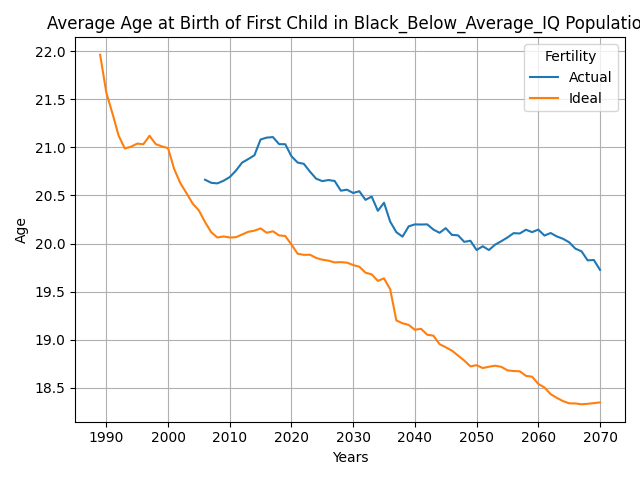 Average Age at Birth of First Child in Black_Below_Average_IQ Populatio
Fertility
Actual
Ideal
22.0
21.5
21.0
20.5
20.0
19.5
19.0
18.5
Age
1990 2000 2010 2020 2030 2040 2050 2060 2070
Years